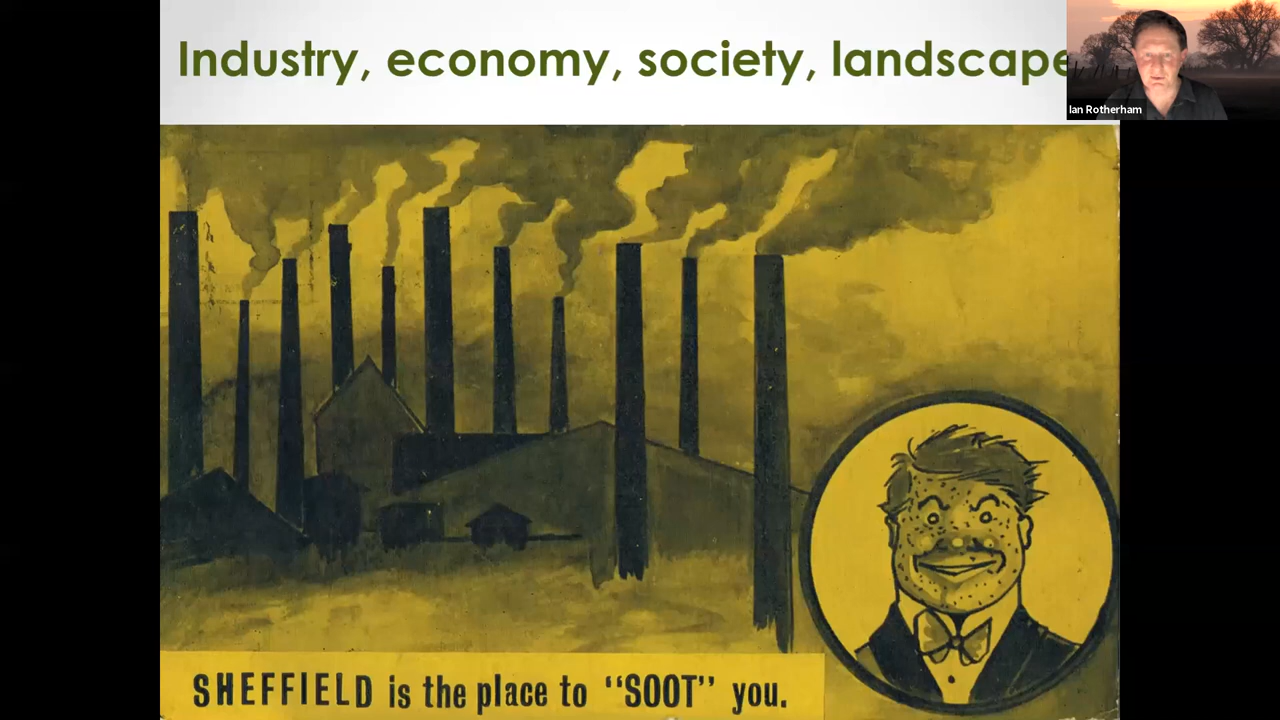 Industry, economy, society, landscape
Ian Rotherham
SHEFFIELD is the place to “SOOT” you.